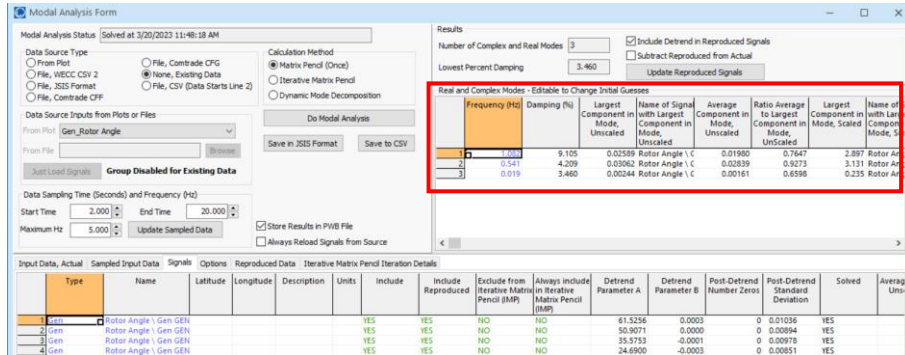 Modal Analysis Form
Modal Analysis Status Solved at 3/20/2023 11:48:18 AM
Data Source Type
From Plot
File, WECC CSV 2
File, JSIS Format
File, Comtrade CFF
File, Comtrade CFG
None, Existing Data
File, CSV (Data Starts Line 2)
Calculation Method
Matrix Pencil (Once)
Iterative Matrix Pencil
Dynamic Mode Decomposition
Data Source Inputs from Plots or Files
From Plot Gen_Rotor Angle
From File Browse
Just Load Signals Group Disabled for Existing Data
Do Modal Analysis
Save in JSIS Format Save to CSV
Data Sampling Time (Seconds) and Frequency (Hz)
Start Time 2.000 End Time 20.000
Maximum Hz 5.000 Update Sampled Data
Store Results in PWB File
Always Reload Signals from Source
Results
Number of Complex and Real Modes 3
Lowest Percent Damping 3.460
Include Detrend in Reproduced Signals
Subtract Reproduced from Actual
Update Reproduced Signals
Real and Complex Modes - Editable to Change Initial Guesses
Frequency (Hz) Damping (%) Largest Component in Mode, Unscaled Name of Signal with Largest Component in Mode, Unscaled Average Component in Mode, Unscaled Ratio Average to Largest Component in Mode, UnScaled Largest Component in Mode, Scaled Name of
1 1.082 9.105 0.02589 Rotor Angle \ G 0.01980 0.7647 2.897 Rotor An
2 0.541 4.209 0.03062 Rotor Angle \ G 0.02839 0.9273 3.131 Rotor An
3 0.019 3.460 0.00244 Rotor Angle \ G 0.00161 0.6598 0.235 Rotor An
Input Data, Actual Sampled Input Data Signals Options Reproduced Data Iterative Matrix Pencil Iteration Details
Type Name Latitude Longitude Description Units Include Include Reproduced Exclude from Iterative Matrix Pencil (IMP) Always include in Iterative Matrix Pencil (IMP) Detrend Parameter A Detrend Parameter B Post-Detrend Number Zeros Post-Detrend Standard Deviation Solved Averag
1 Gen Rotor Angle \ Gen GEN YES YES NO NO 61.5256 0.0003 0 0.01036 YES
2 Gen Rotor Angle \ Gen GEN YES YES NO NO 50.9071 0.0000 0 0.00894 YES
3 Gen Rotor Angle \ Gen GEN YES YES NO NO 35.5753 -0.0001 0 0.00978 YES
4 Gen Rotor Angle \ Gen GEN YES YES NO NO 24.6900 -0.0003 0 0.00851 YES